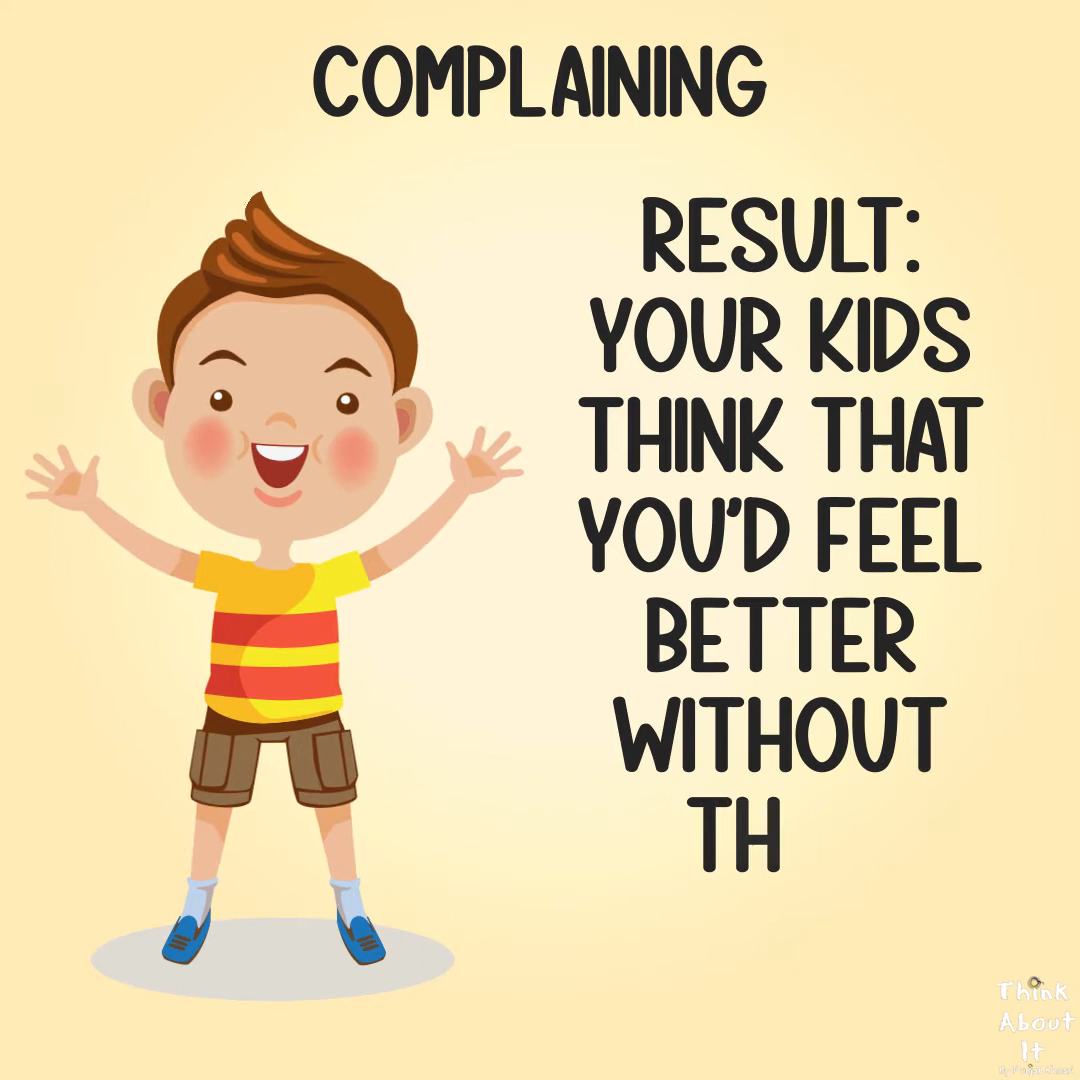 COMPLAINING
RESULT:
YOUR KIDS
THINK THAT
YOU'D FEEL
BETTER
WITHOUT
TH
Think
About
It